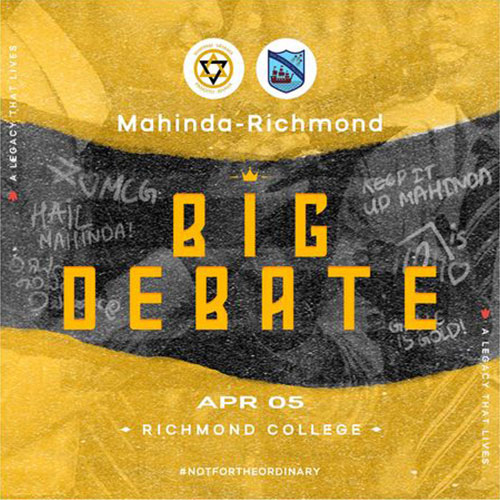 Mahinda-Richmond
A LEGACY THAT LIVES
MCG
HAIL
MAHINDA!
KEEP IT
UP MAHINDA
BIG
DEBATE
IS GOLD!
APR 05
RICHMOND COLLEGE
A LEGACY THAT LIVES
#NOTFORTHEORDINARY